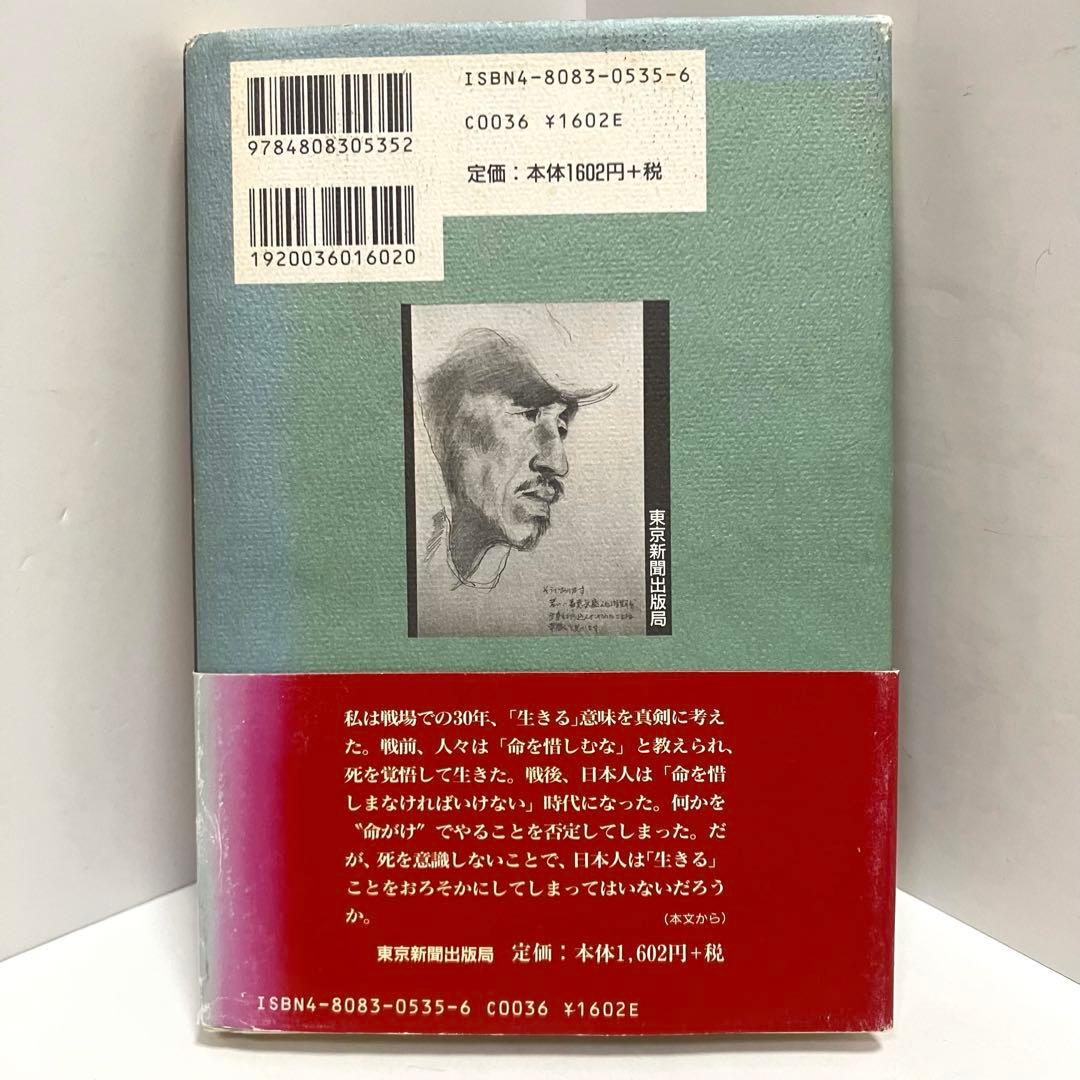 ISBN4-8083-0535-6
C0036 ¥1602E
定価：本体1602円＋税
9784808305352
1920036016020
東京新聞出版局
私は戦場での30年、「生きる」意味を真剣に考え
た。戦前、人々は「命を惜しむな」と教えられ、
死を覚悟して生きた。戦後、日本人は「命を惜
しまなければいけない」時代になった。何かを
〝命がけ〟でやることを否定してしまった。だ
が、死を意識しないことで、日本人は「生きる」
ことをおろそかにしてしまってはいないだろう
か。
（本文から）
東京新聞出版局 定価：本体1,602円＋税
ISBN4-8083-0535-6 C0036 ¥1602E